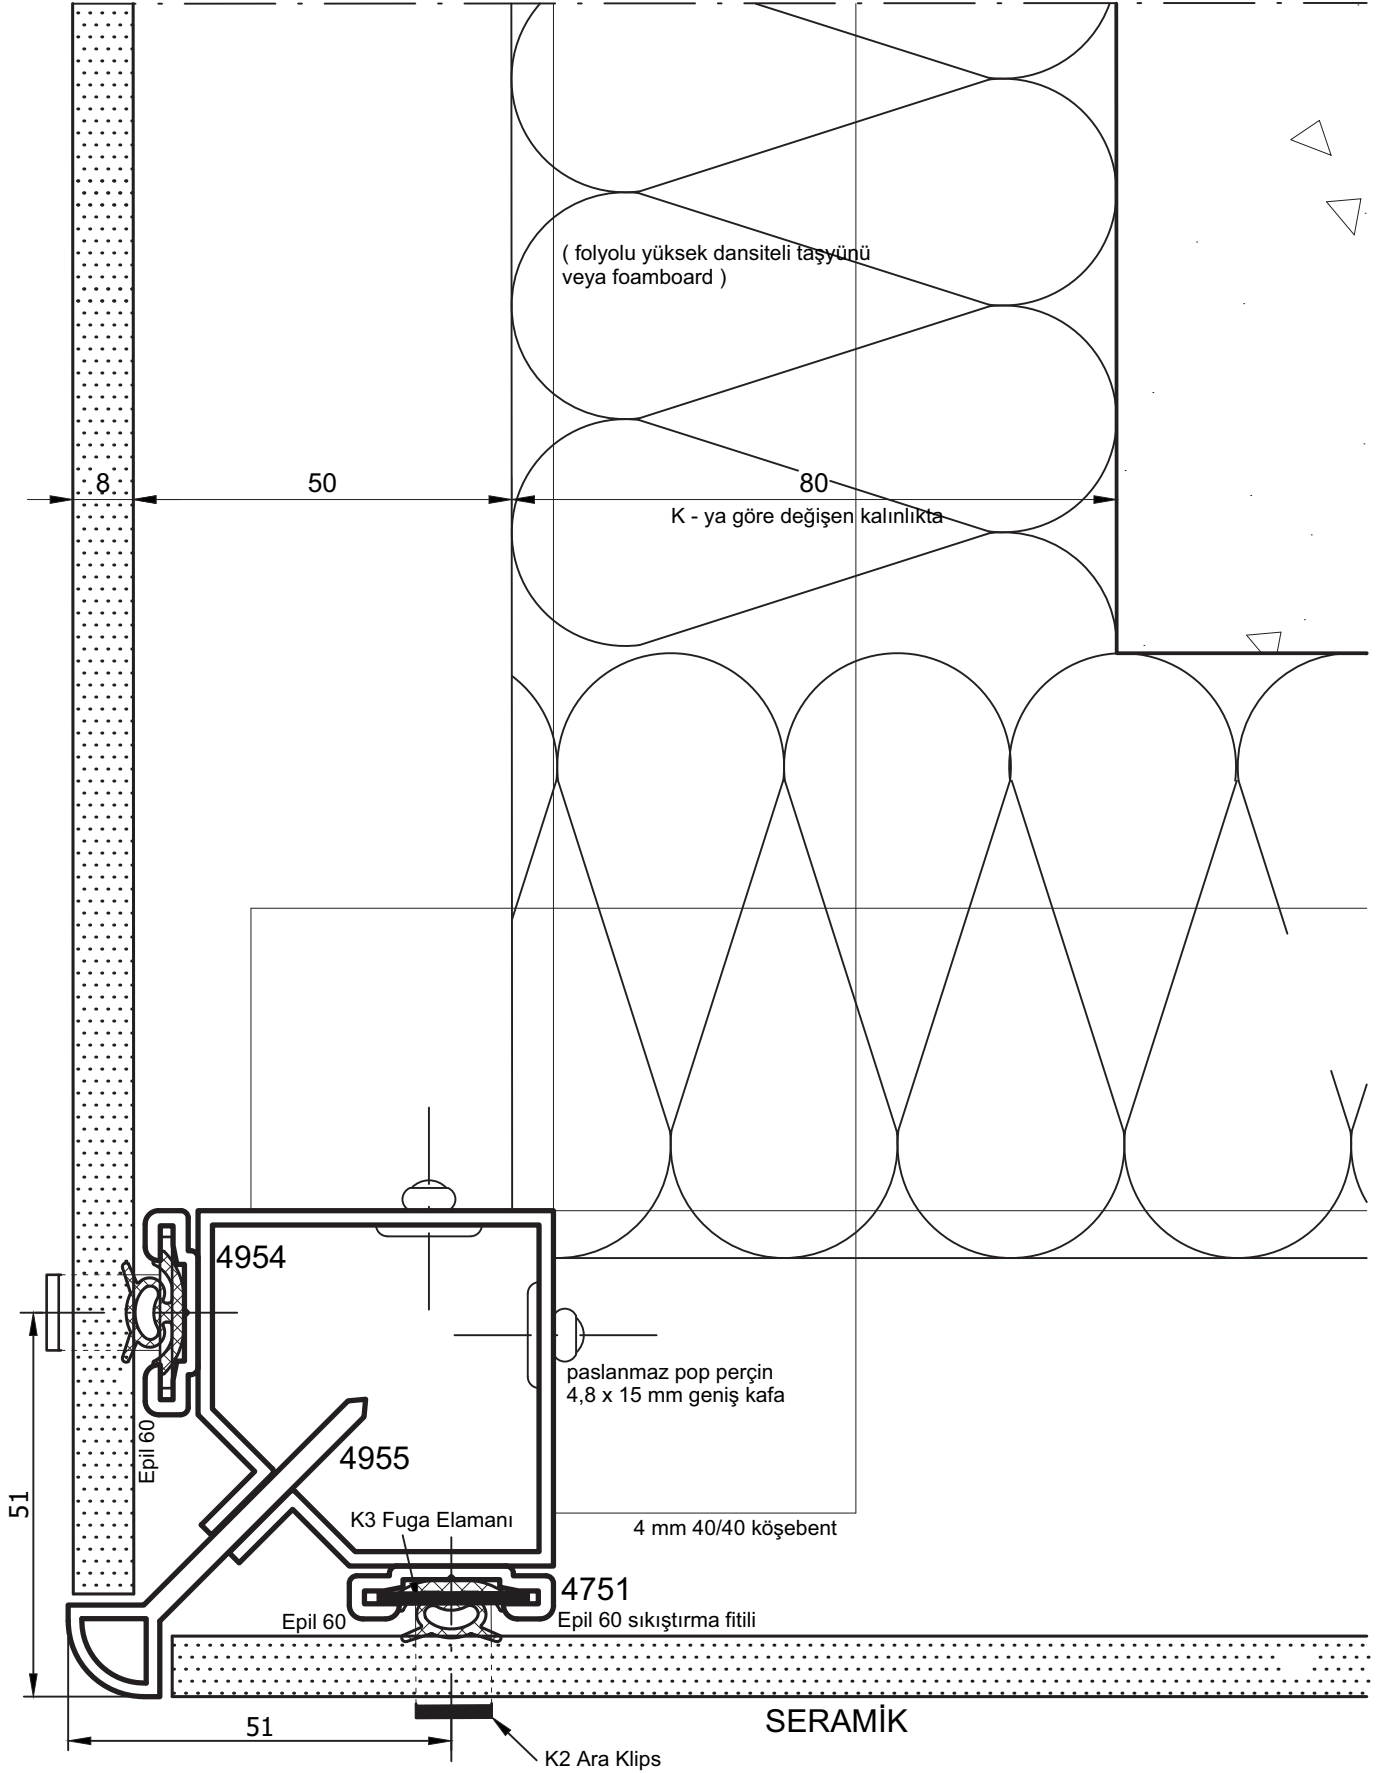 ( folyolu yüksek dansiteli taşyünü
veya foamboard )
8
50
80
K - ya göre değişen kalınlıkta
4954
paslanmaz pop perçin
4,8 x 15 mm geniş kafa
Epil 60
4955
51
K3 Fuga Elamanı
4 mm 40/40 köşebent
4751
Epil 60
Epil 60 sıkıştırma fitili
SERAMİK
51
K2 Ara Klips